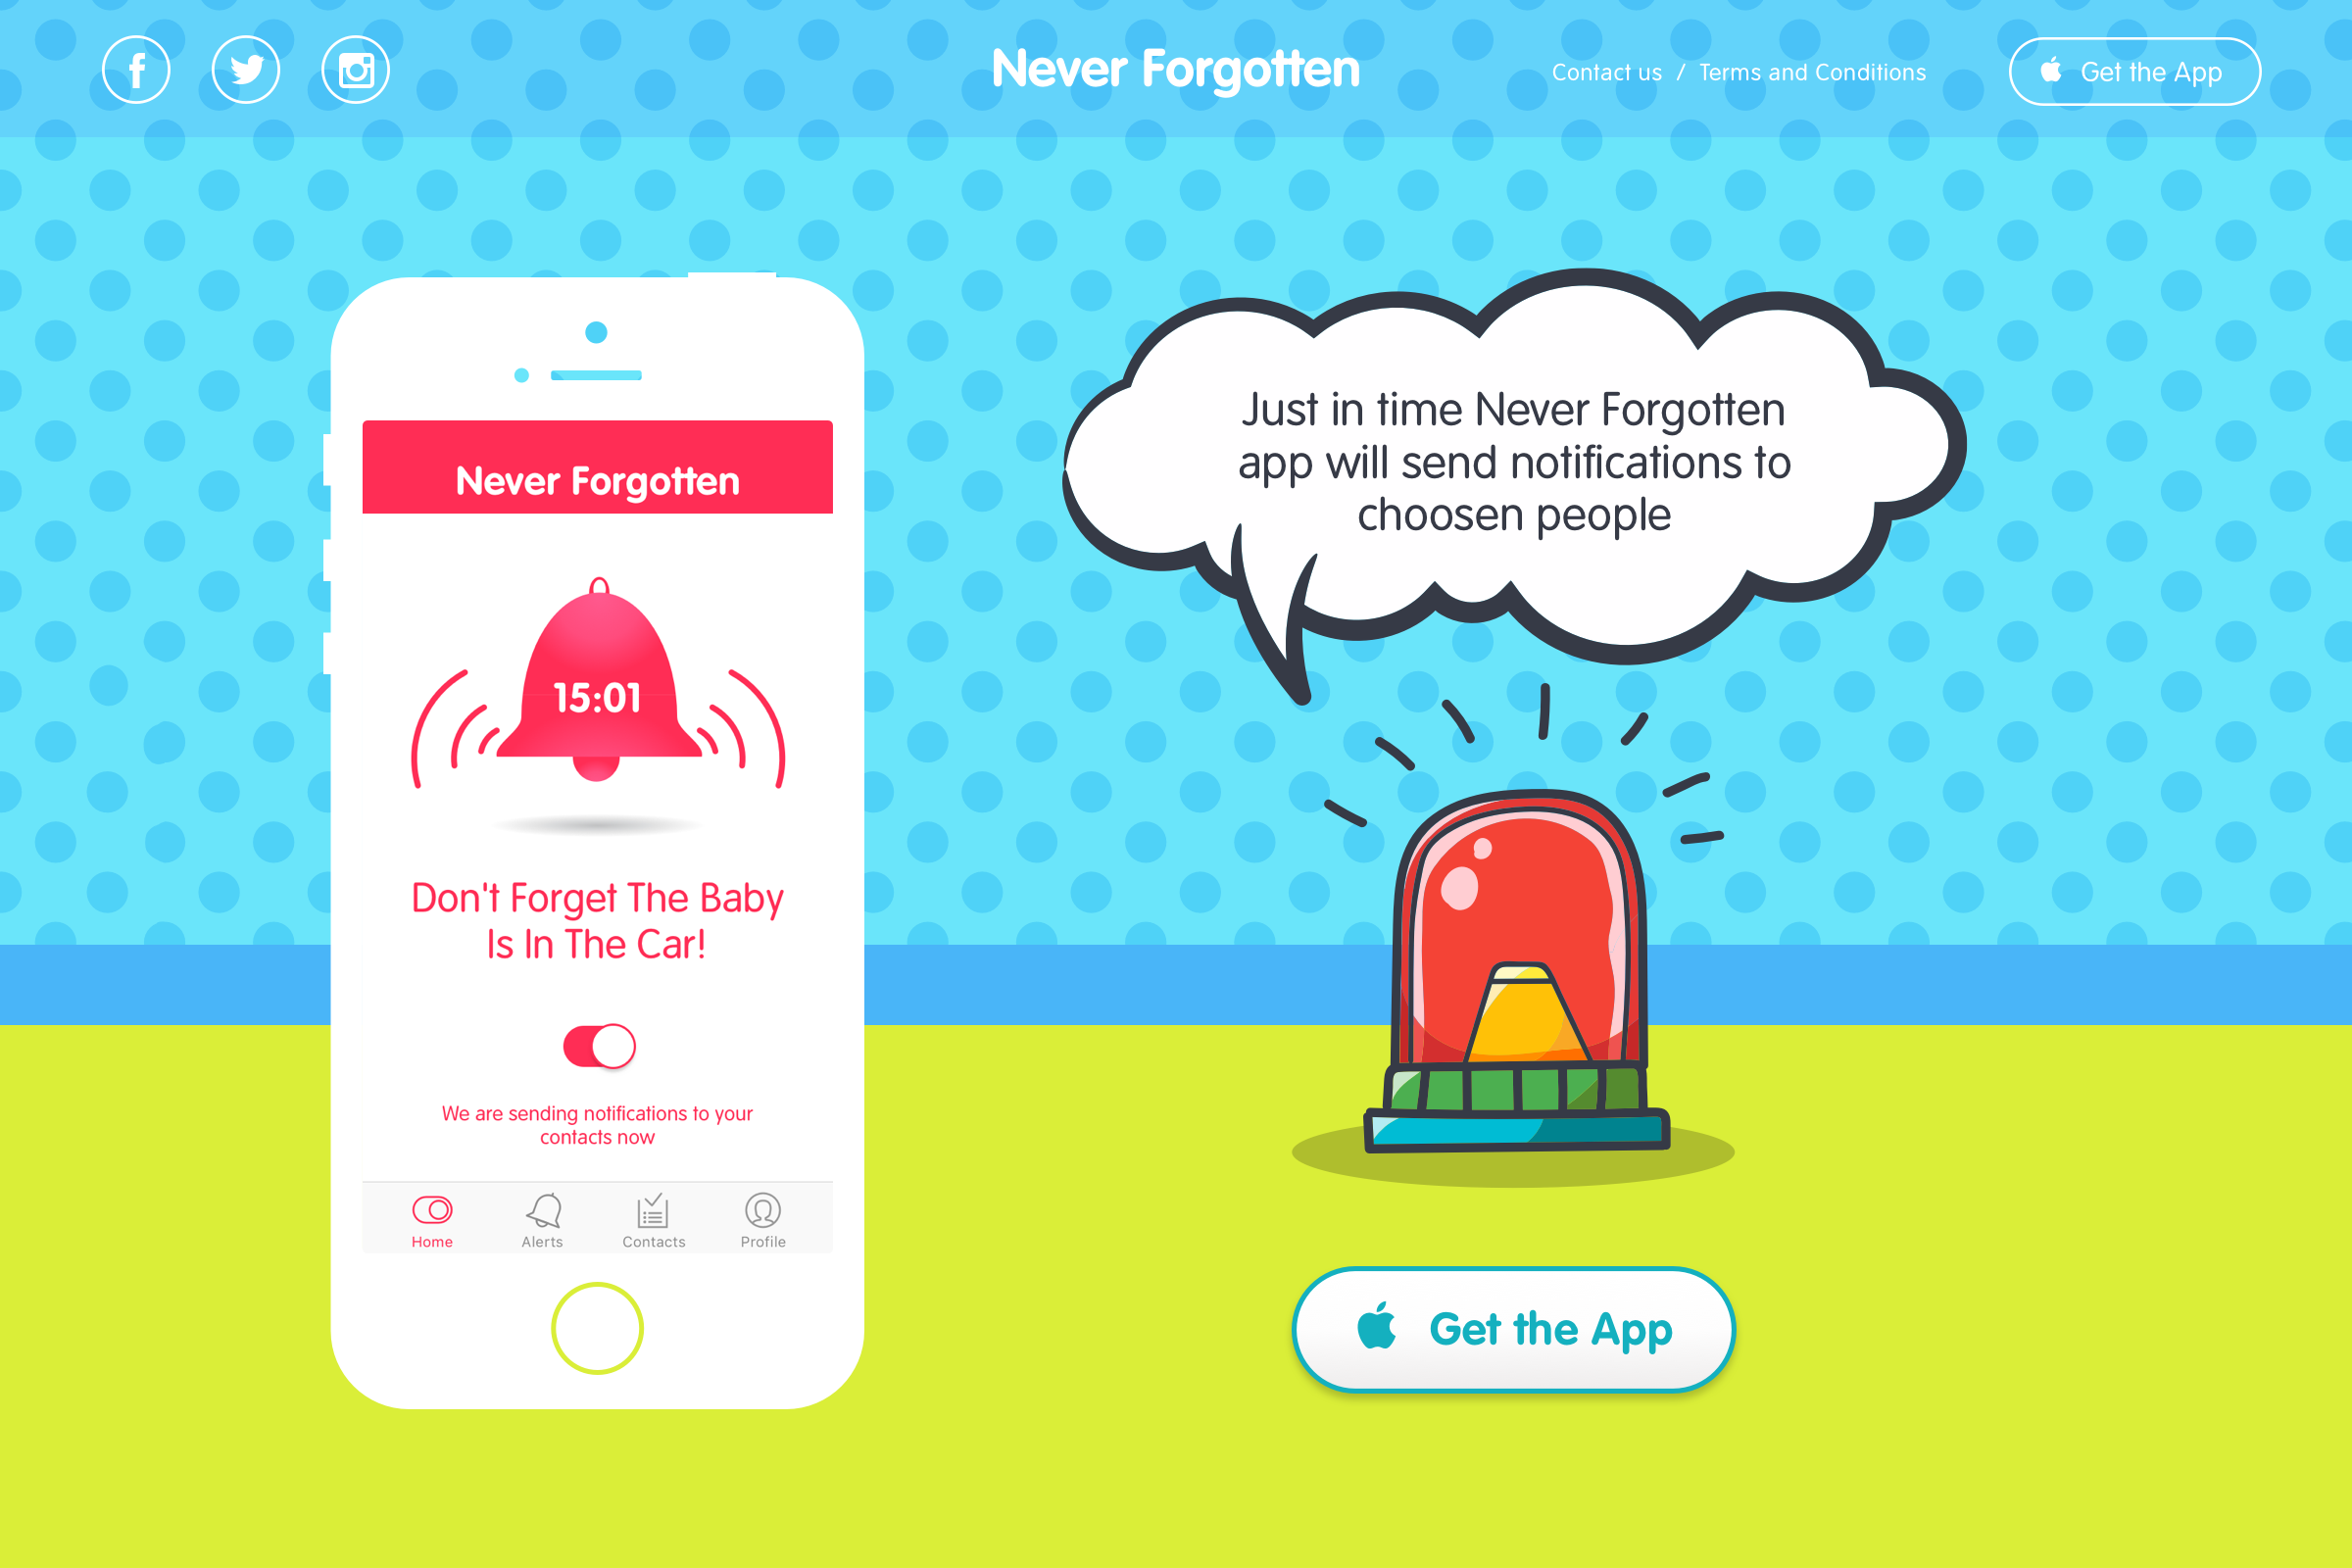 Never Forgotten
Contact us / Terms and Conditions
Get the App
Never Forgotten
15:01
Don't Forget The Baby
Is In The Car!
We are sending notifications to your
contacts now
Home
Alerts
Contacts
Profile
Just in time Never Forgotten
app will send notifications to
choosen people
Get the App